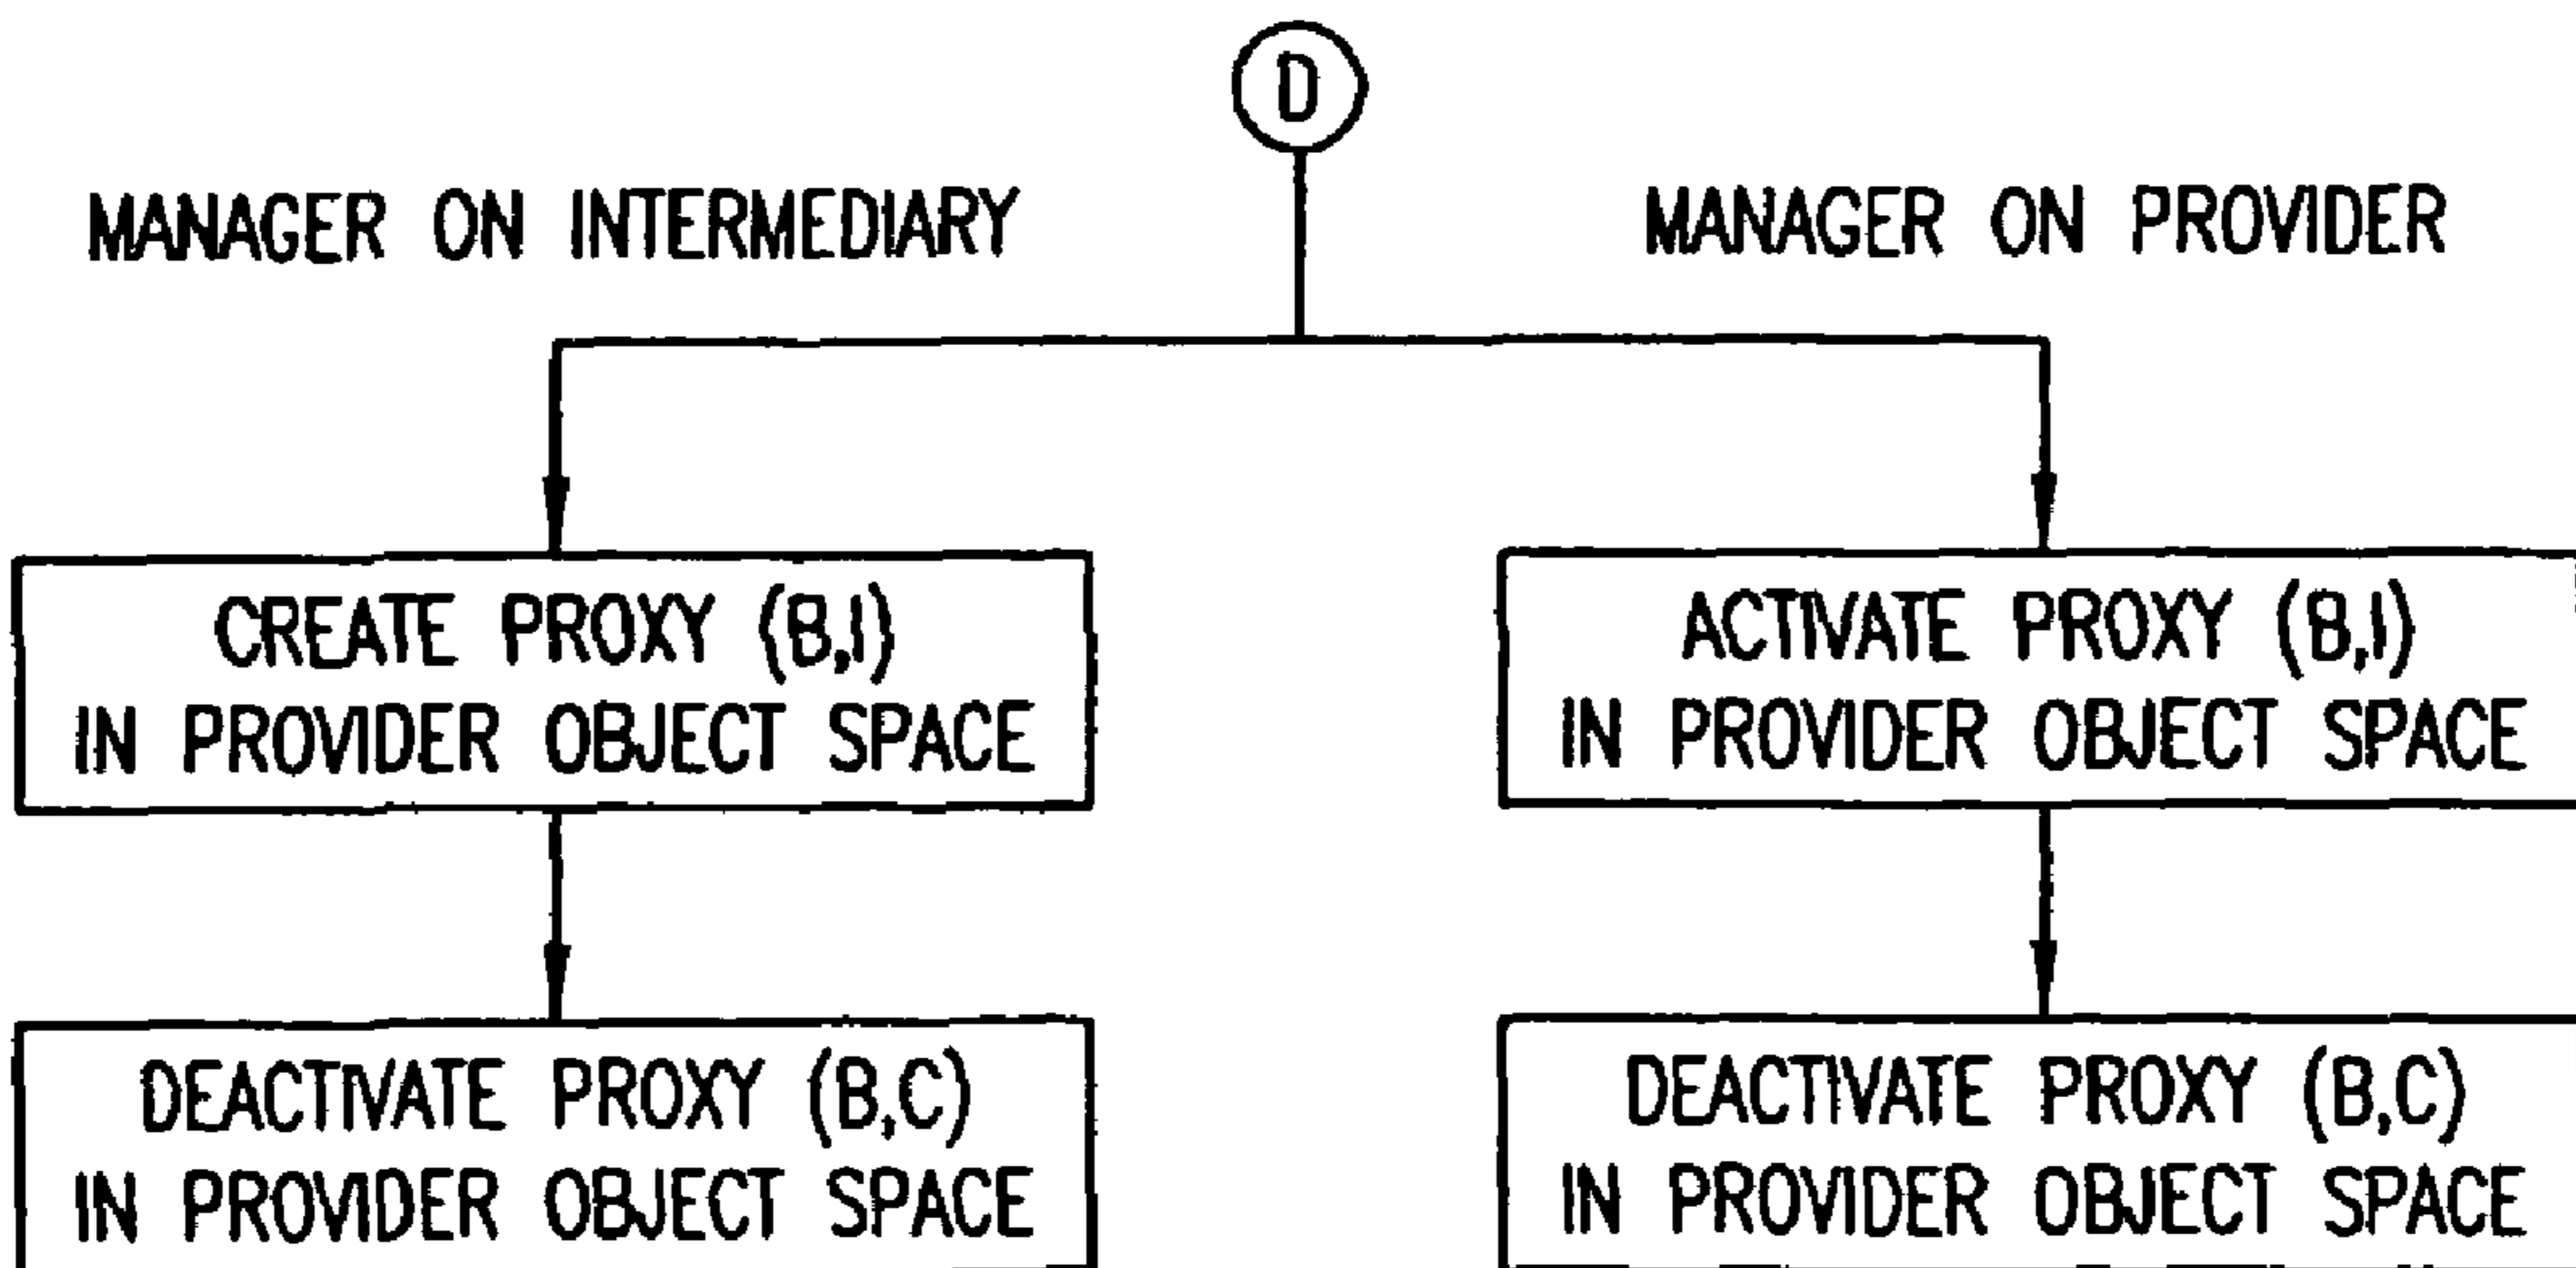 D
MANAGER ON INTERMEDIARY
MANAGER ON PROVIDER
CREATE PROXY (B,I)
IN PROVIDER OBJECT SPACE
ACTIVATE PROXY (B,I)
IN PROVIDER OBJECT SPACE
DEACTIVATE PROXY (B,C)
IN PROVIDER OBJECT SPACE
DEACTIVATE PROXY (B,C)
IN PROVIDER OBJECT SPACE